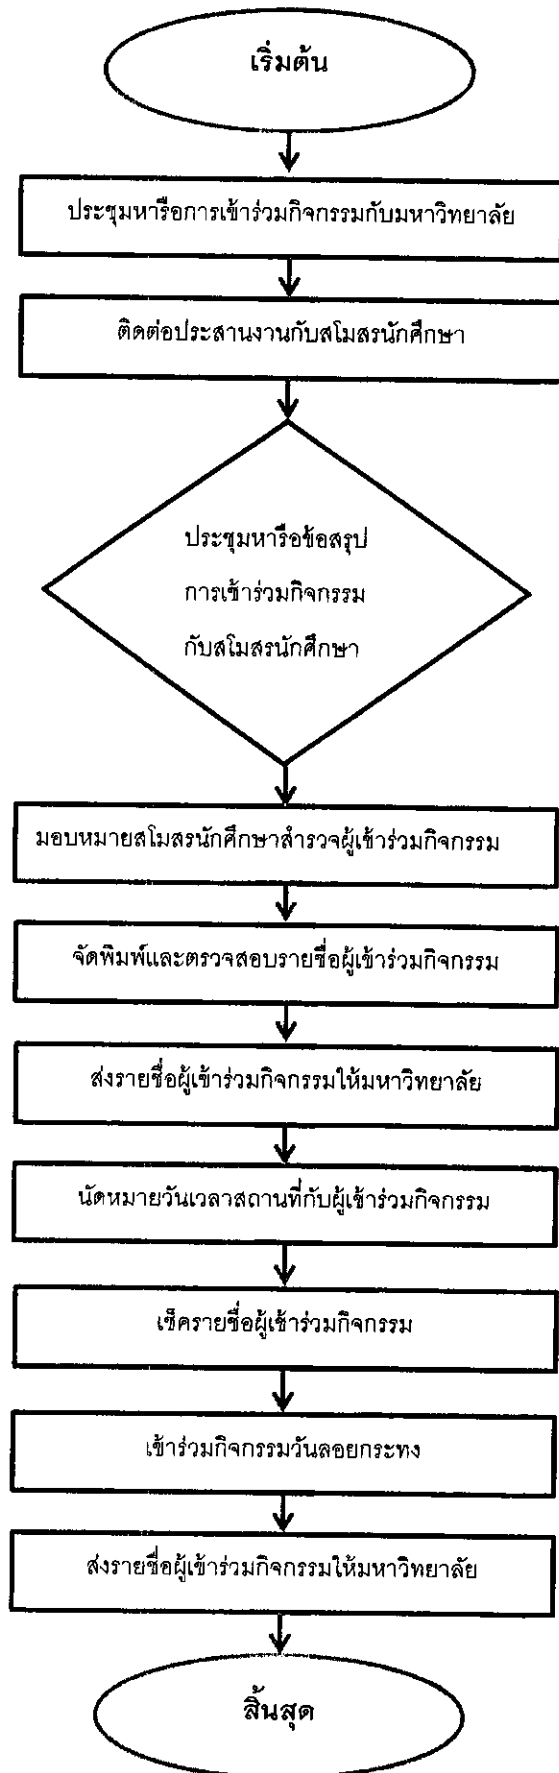 เริ่มต้น
ประชุมหารือการเข้าร่วมกิจกรรมกับมหาวิทยาลัย
ติดต่อประสานงานกับสโมสรนักศึกษา
ประชุมหารือข้อสรุป
การเข้าร่วมกิจกรรม
กับสโมสรนักศึกษา
มอบหมายสโมสรนักศึกษาสำรวจผู้เข้าร่วมกิจกรรม
จัดพิมพ์และตรวจสอบรายชื่อผู้เข้าร่วมกิจกรรม
ส่งรายชื่อผู้เข้าร่วมกิจกรรมให้มหาวิทยาลัย
นัดหมายวันเวลาสถานที่กับผู้เข้าร่วมกิจกรรม
เช็ครายชื่อผู้เข้าร่วมกิจกรรม
เข้าร่วมกิจกรรมวันลอยกระทง
ส่งรายชื่อผู้เข้าร่วมกิจกรรมให้มหาวิทยาลัย
สิ้นสุด